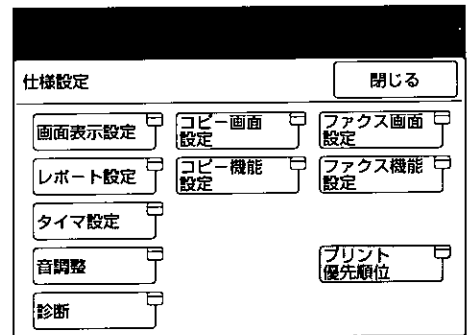 仕様設定
閉じる
画面表示設定
コピー画面
設定
ファクス画面
設定
レポート設定
コピー機能
設定
ファクス機能
設定
タイマ設定
音調整
プリント
優先順位
診断